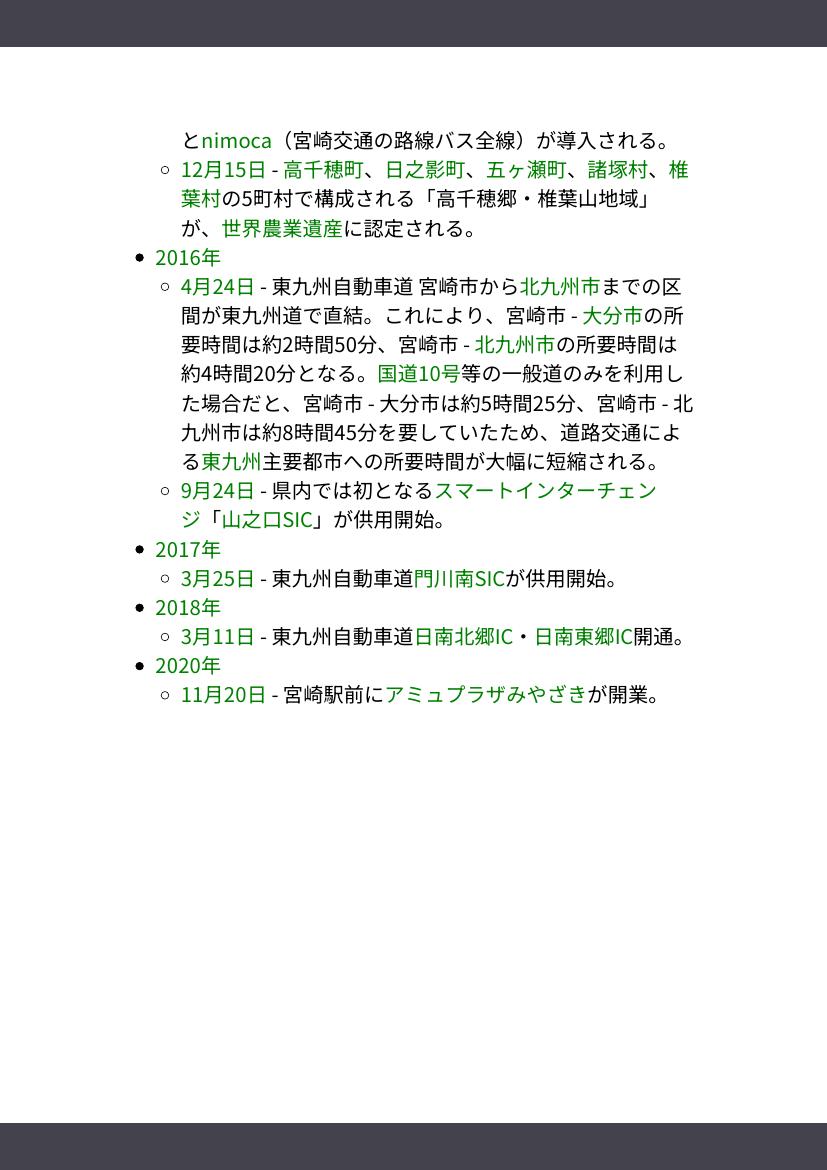 とnimoca（宮崎交通の路線バス全線）が導入される。
12月15日 - 高千穂町、日之影町、五ヶ瀬町、諸塚村、椎
葉村の5町村で構成される「高千穂郷・椎葉山地域」
が、世界農業遺産に認定される。
2016年
4月24日 - 東九州自動車道 宮崎市から北九州市までの区
間が東九州道で直結。これにより、宮崎市 - 大分市の所
要時間は約2時間50分、宮崎市 - 北九州市の所要時間は
約4時間20分となる。国道10号等の一般道のみを利用し
た場合だと、宮崎市 - 大分市は約5時間25分、宮崎市 - 北
九州市は約8時間45分を要していたため、道路交通によ
る東九州主要都市への所要時間が大幅に短縮される。
9月24日 - 県内では初となるスマートインターチェン
ジ「山之口SIC」が供用開始。
2017年
3月25日 - 東九州自動車道門川南SICが供用開始。
2018年
3月11日 - 東九州自動車道日南北郷IC・日南東郷IC開通。
2020年
11月20日 - 宮崎駅前にアミュプラザみやざきが開業。